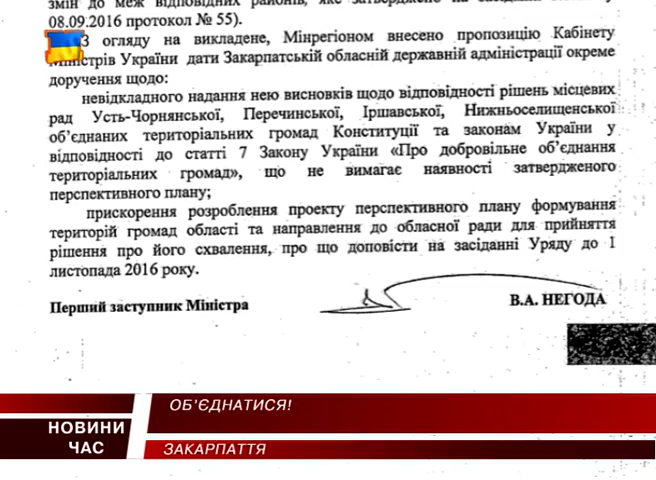 змін до меж відповідних районів, яке затверджене на засіданні
08.09.2016 протокол № 55).
З огляду на викладене, Мінрегіоном внесено пропозицію Кабінету
Міністрів України дати Закарпатській обласній державній адміністрації окреме
доручення щодо:
невідкладного надання нею висновків щодо відповідності рішень місцевих
рад Усть-Чорнянської, Перечинської, Іршавської, Нижньоселищенської
об’єднаних територіальних громад Конституції та законам України у
відповідності до статті 7 Закону України «Про добровільне об’єднання
територіальних громад», що не вимагає наявності затвердженого
перспективного плану;
прискорення розроблення проекту перспективного плану формування
територій громад області та направлення до обласної ради для прийняття
рішення про його схвалення, про що доповісти на засіданні Уряду до 1
листопада 2016 року.
Перший заступник Міністра
В.А. НЕГОДА
ОБ'ЄДНАТИСЯ!
НОВИНИ
ЧАС
ЗАКАРПАТТЯ